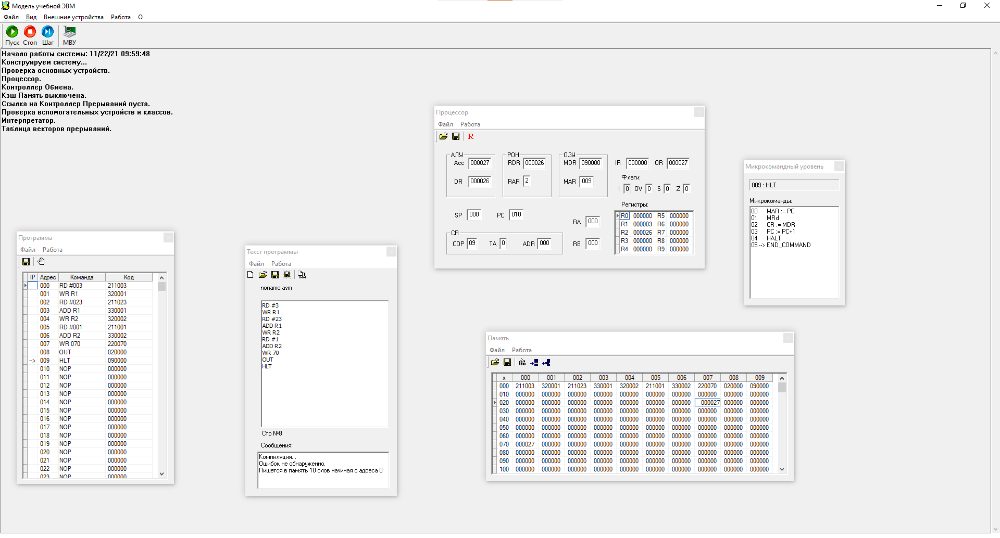 Модель учебной ЭВМ
Файл Вид Внешние устройства Работа О
Пуск Стоп Шаг МВУ
Начало работы системы: 11/22/21 09:59:48
Конструируем систему...
Проверка основных устройств.
Процессор.
Контроллер Обмена.
Кэш Память выключена.
Ссылка на Контроллер Прерываний пуста.
Проверка вспомогательных устройств и классов.
Интерпретатор.
Таблица векторов прерываний.
Программа
Файл Работа
IP Адрес Команда Код
000 RD #003 211003
001 WR R1 320001
002 RD #023 211023
003 ADD R1 330001
004 WR R2 320002
005 RD #001 211001
006 ADD R2 330002
007 WR 070 220070
008 OUT 020000
--> 009 HLT 090000
010 NOP 000000
011 NOP 000000
012 NOP 000000
013 NOP 000000
014 NOP 000000
015 NOP 000000
016 NOP 000000
017 NOP 000000
018 NOP 000000
019 NOP 000000
020 NOP 000000
021 NOP 000000
022 NOP 000000
023 NOP 000000
Текст программы
Файл Работа
noname.asm
RD #3
WR R1
RD #23
ADD R1
WR R2
RD #1
ADD R2
WR 70
OUT
HLT
Стр №8
Сообщения:
Компиляция...
Ошибок не обнаруженно.
Пишется в память 10 слов начиная с адреса 0
Процессор
Файл Работа
R
АЛУ РОН ОЗУ
Acc 000027 RDR 000026 MDR 090000 IR 000000 OR 000027
DR 000026 RAR 2 MAR 009
Флаги:
I 0 OV 0 S 0 Z 0
SP 000 PC 010 RA 000
CR
COP 09 TA 0 ADR 000 RB 000
Регистры:
R0 000000 R5 000000
R1 000003 R6 000000
R2 000026 R7 000000
R3 000000 R8 000000
R4 000000 R9 000000
Микрокомандный уровень
009 : HLT
Микрокоманды:
00 MAR := PC
01 MRd
02 CR := MDR
03 PC := PC+1
04 HALT
05 --> END_COMMAND
Память
Файл Работа
Go
x 000 001 002 003 004 005 006 007 008 009
000 211003 320001 211023 330001 320002 211001 330002 220070 020000 090000
010 000000 000000 000000 000000 000000 000000 000000 000000 000000 000000
020 000000 000000 000000 000000 000000 000000 000000 000027 000000 000000
030 000000 000000 000000 000000 000000 000000 000000 000000 000000 000000
040 000000 000000 000000 000000 000000 000000 000000 000000 000000 000000
050 000000 000000 000000 000000 000000 000000 000000 000000 000000 000000
060 000000 000000 000000 000000 000000 000000 000000 000000 000000 000000
070 000027 000000 000000 000000 000000 000000 000000 000000 000000 000000
080 000000 000000 000000 000000 000000 000000 000000 000000 000000 000000
090 000000 000000 000000 000000 000000 000000 000000 000000 000000 000000
100 000000 000000 000000 000000 000000 000000 000000 000000 000000 000000